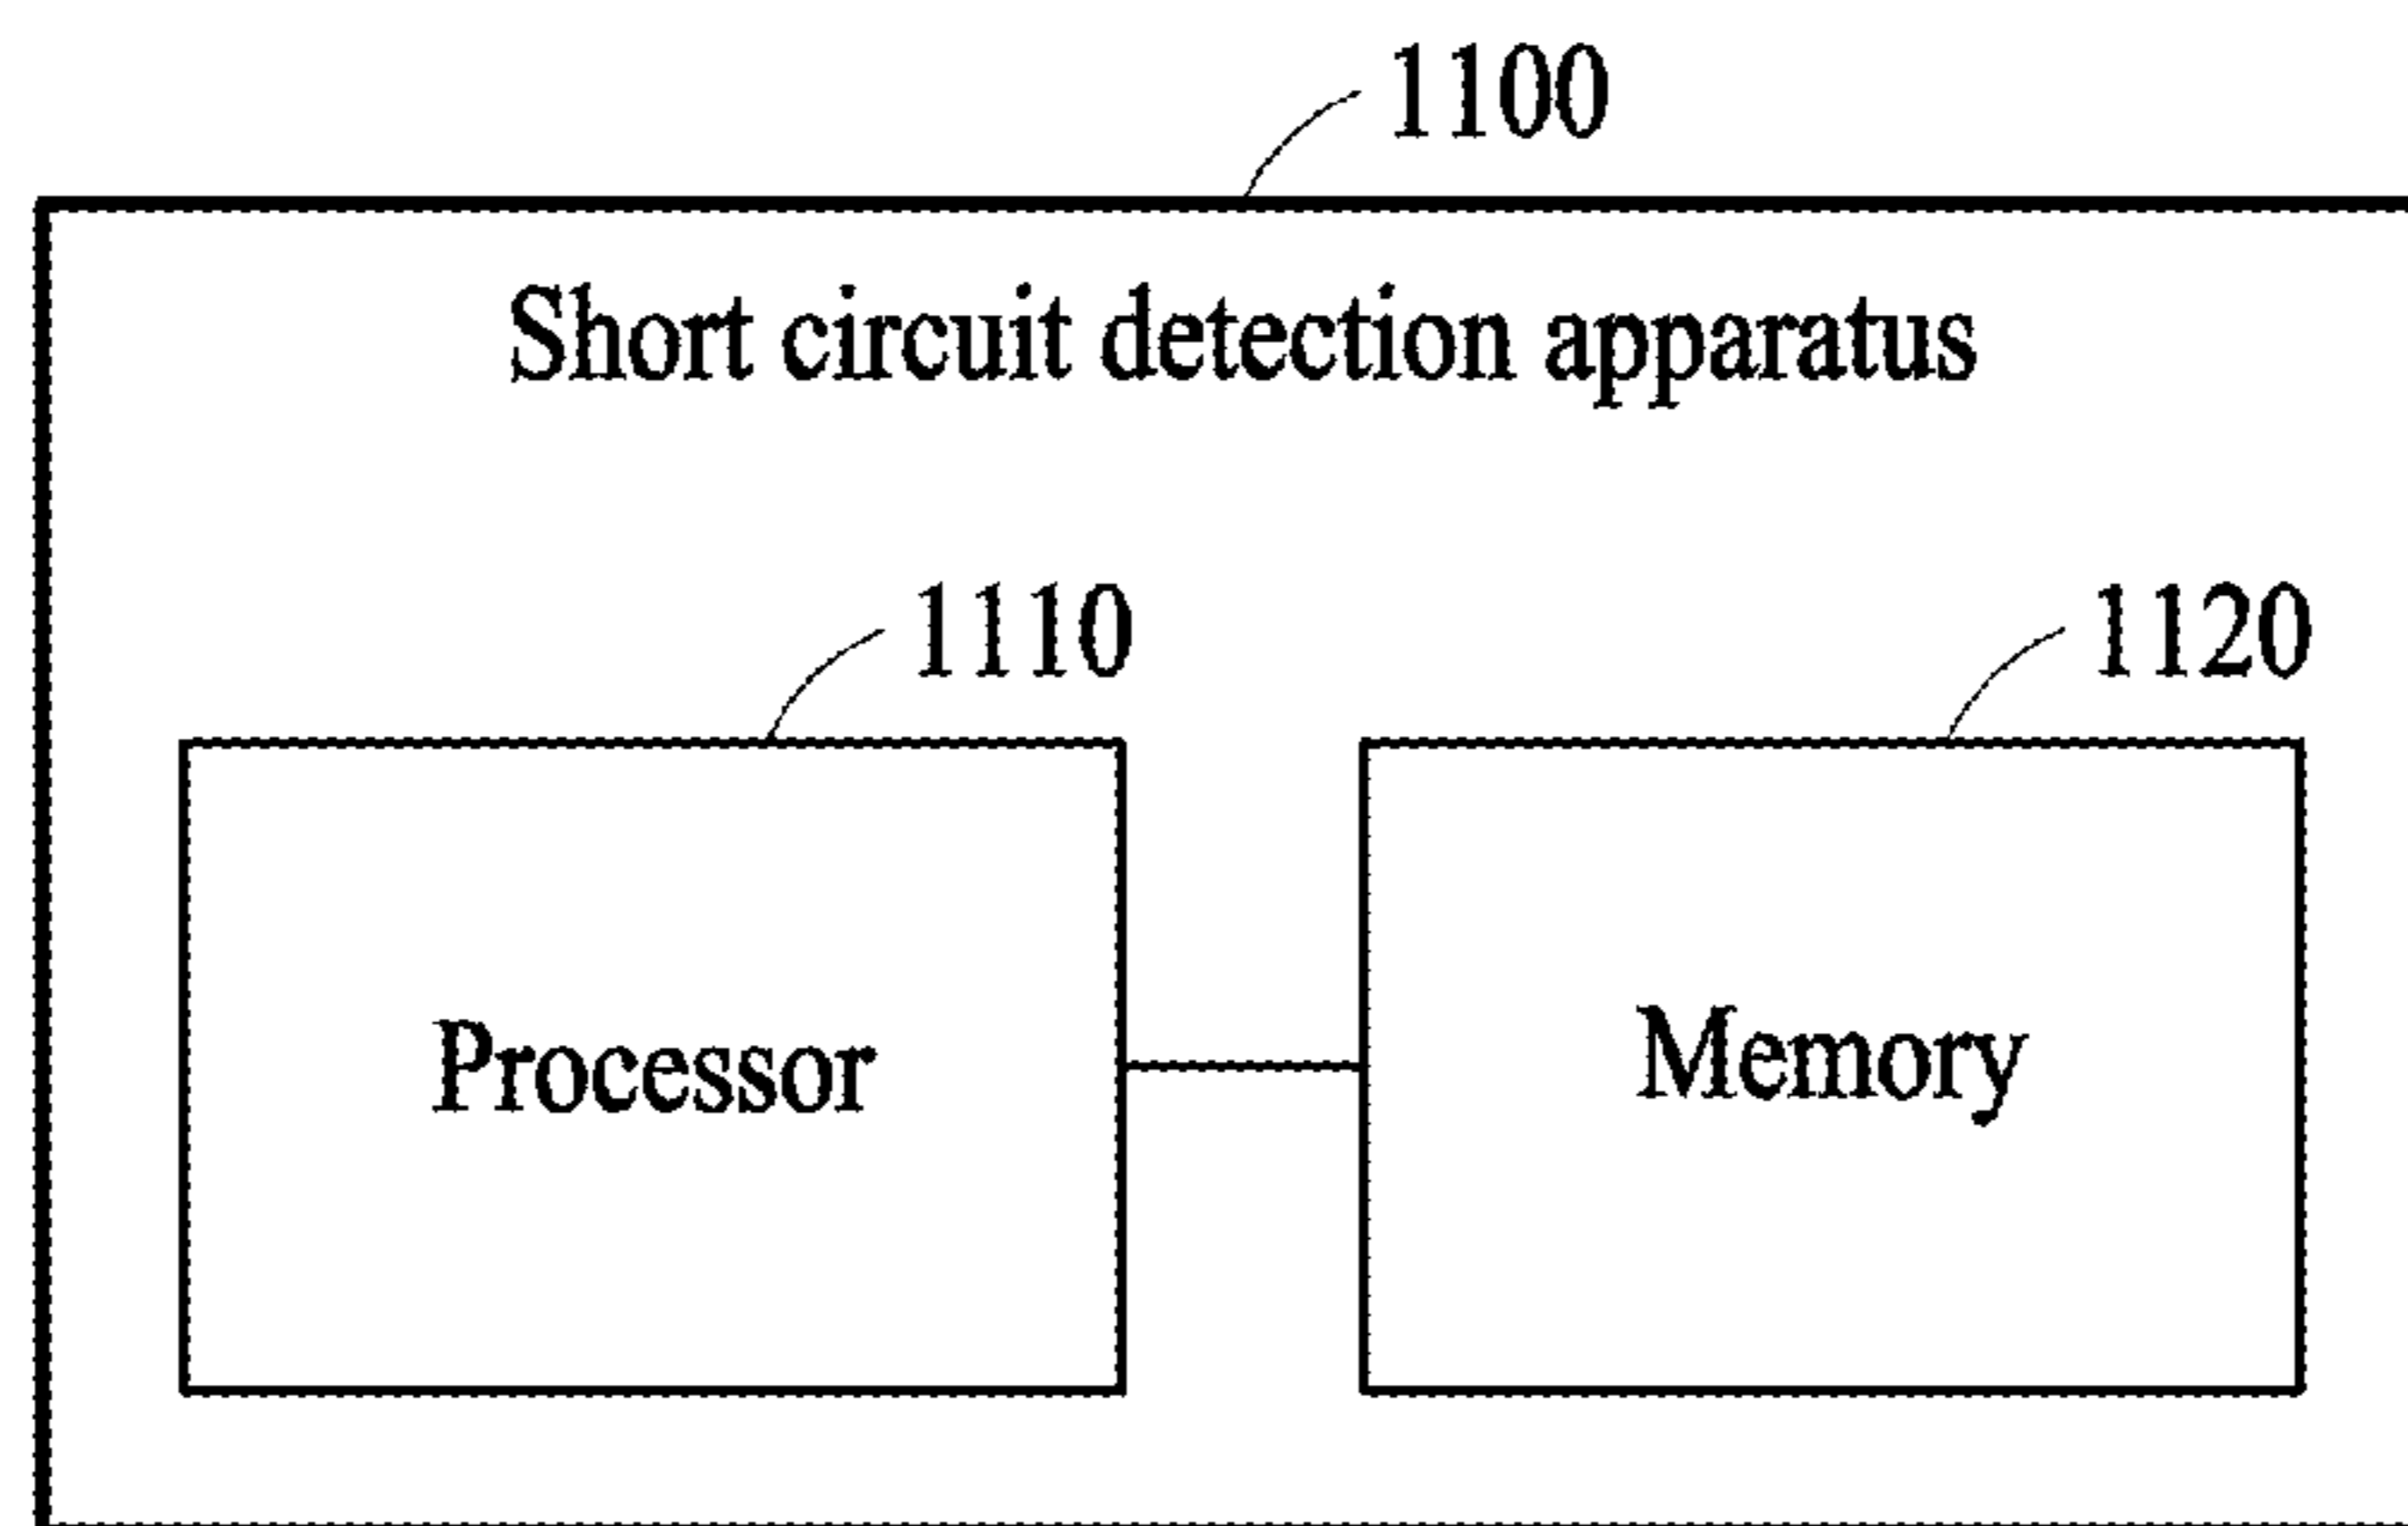 1100
Short circuit detection apparatus
1110
1120
Processor
Memory